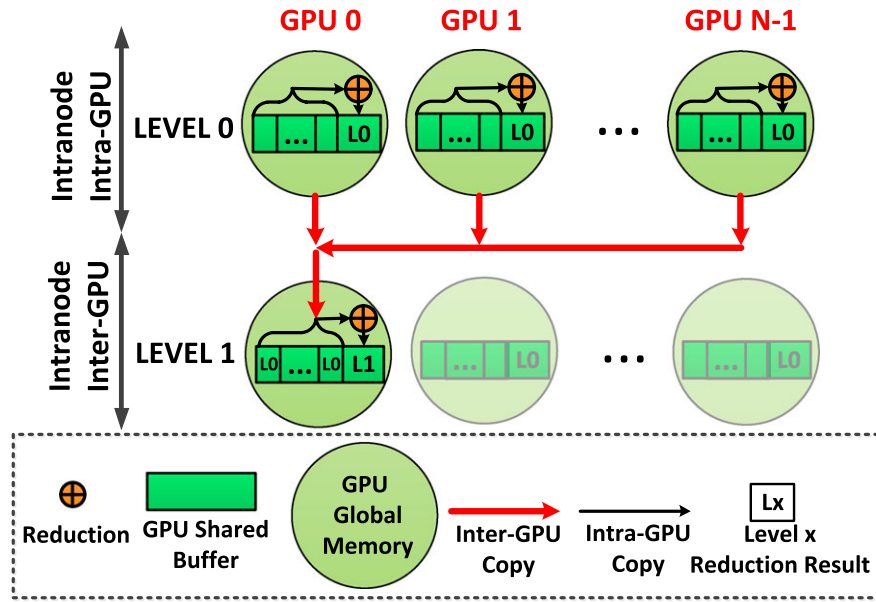 GPU 0 GPU 1 GPU N-1
Intranode
Intra-GPU
LEVEL 0
... L0
... L0
...
... L0
Intranode
Inter-GPU
LEVEL 1
L0 ... L0 L1
... L0
...
... L0
Reduction
GPU Shared
Buffer
GPU
Global
Memory
Inter-GPU
Copy
Intra-GPU
Copy
Lx
Level x
Reduction Result